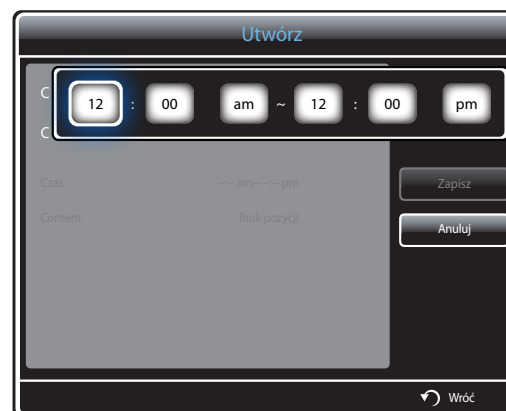 Utwórz
C
12 : 00 am ~ 12 : 00 pm
C
Czas --:-- am~ --:-- pm
Zapisz
Content Brak pozycji
Anuluj
Wróć